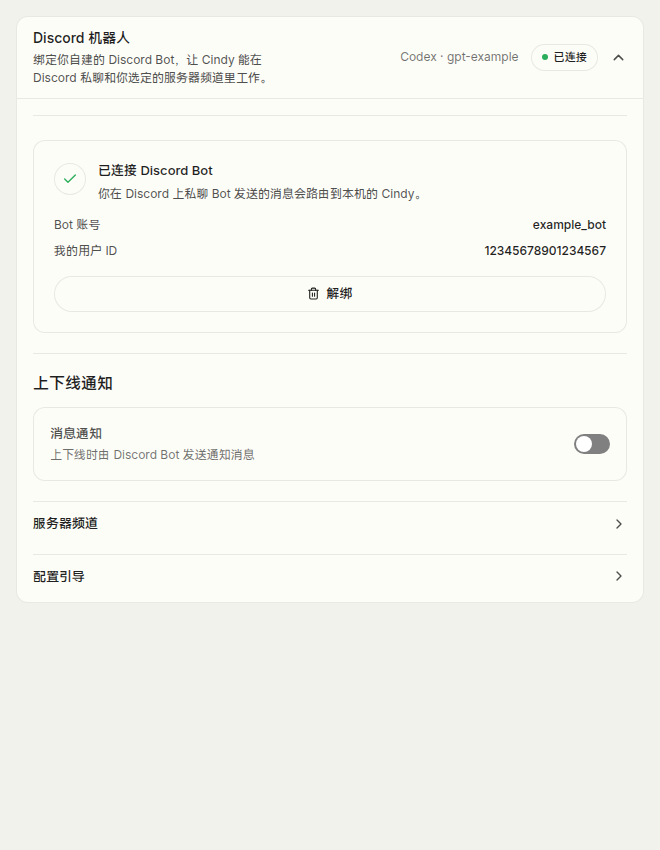 Discord 机器人
绑定你自建的 Discord Bot，让 Cindy 能在
Discord 私聊和你选定的服务器频道里工作。
Codex · gpt-example
已连接
已连接 Discord Bot
你在 Discord 上私聊 Bot 发送的消息会路由到本机的 Cindy。
Bot 账号
example_bot
我的用户 ID
12345678901234567
解绑
上下线通知
消息通知
上下线时由 Discord Bot 发送通知消息
服务器频道
配置引导